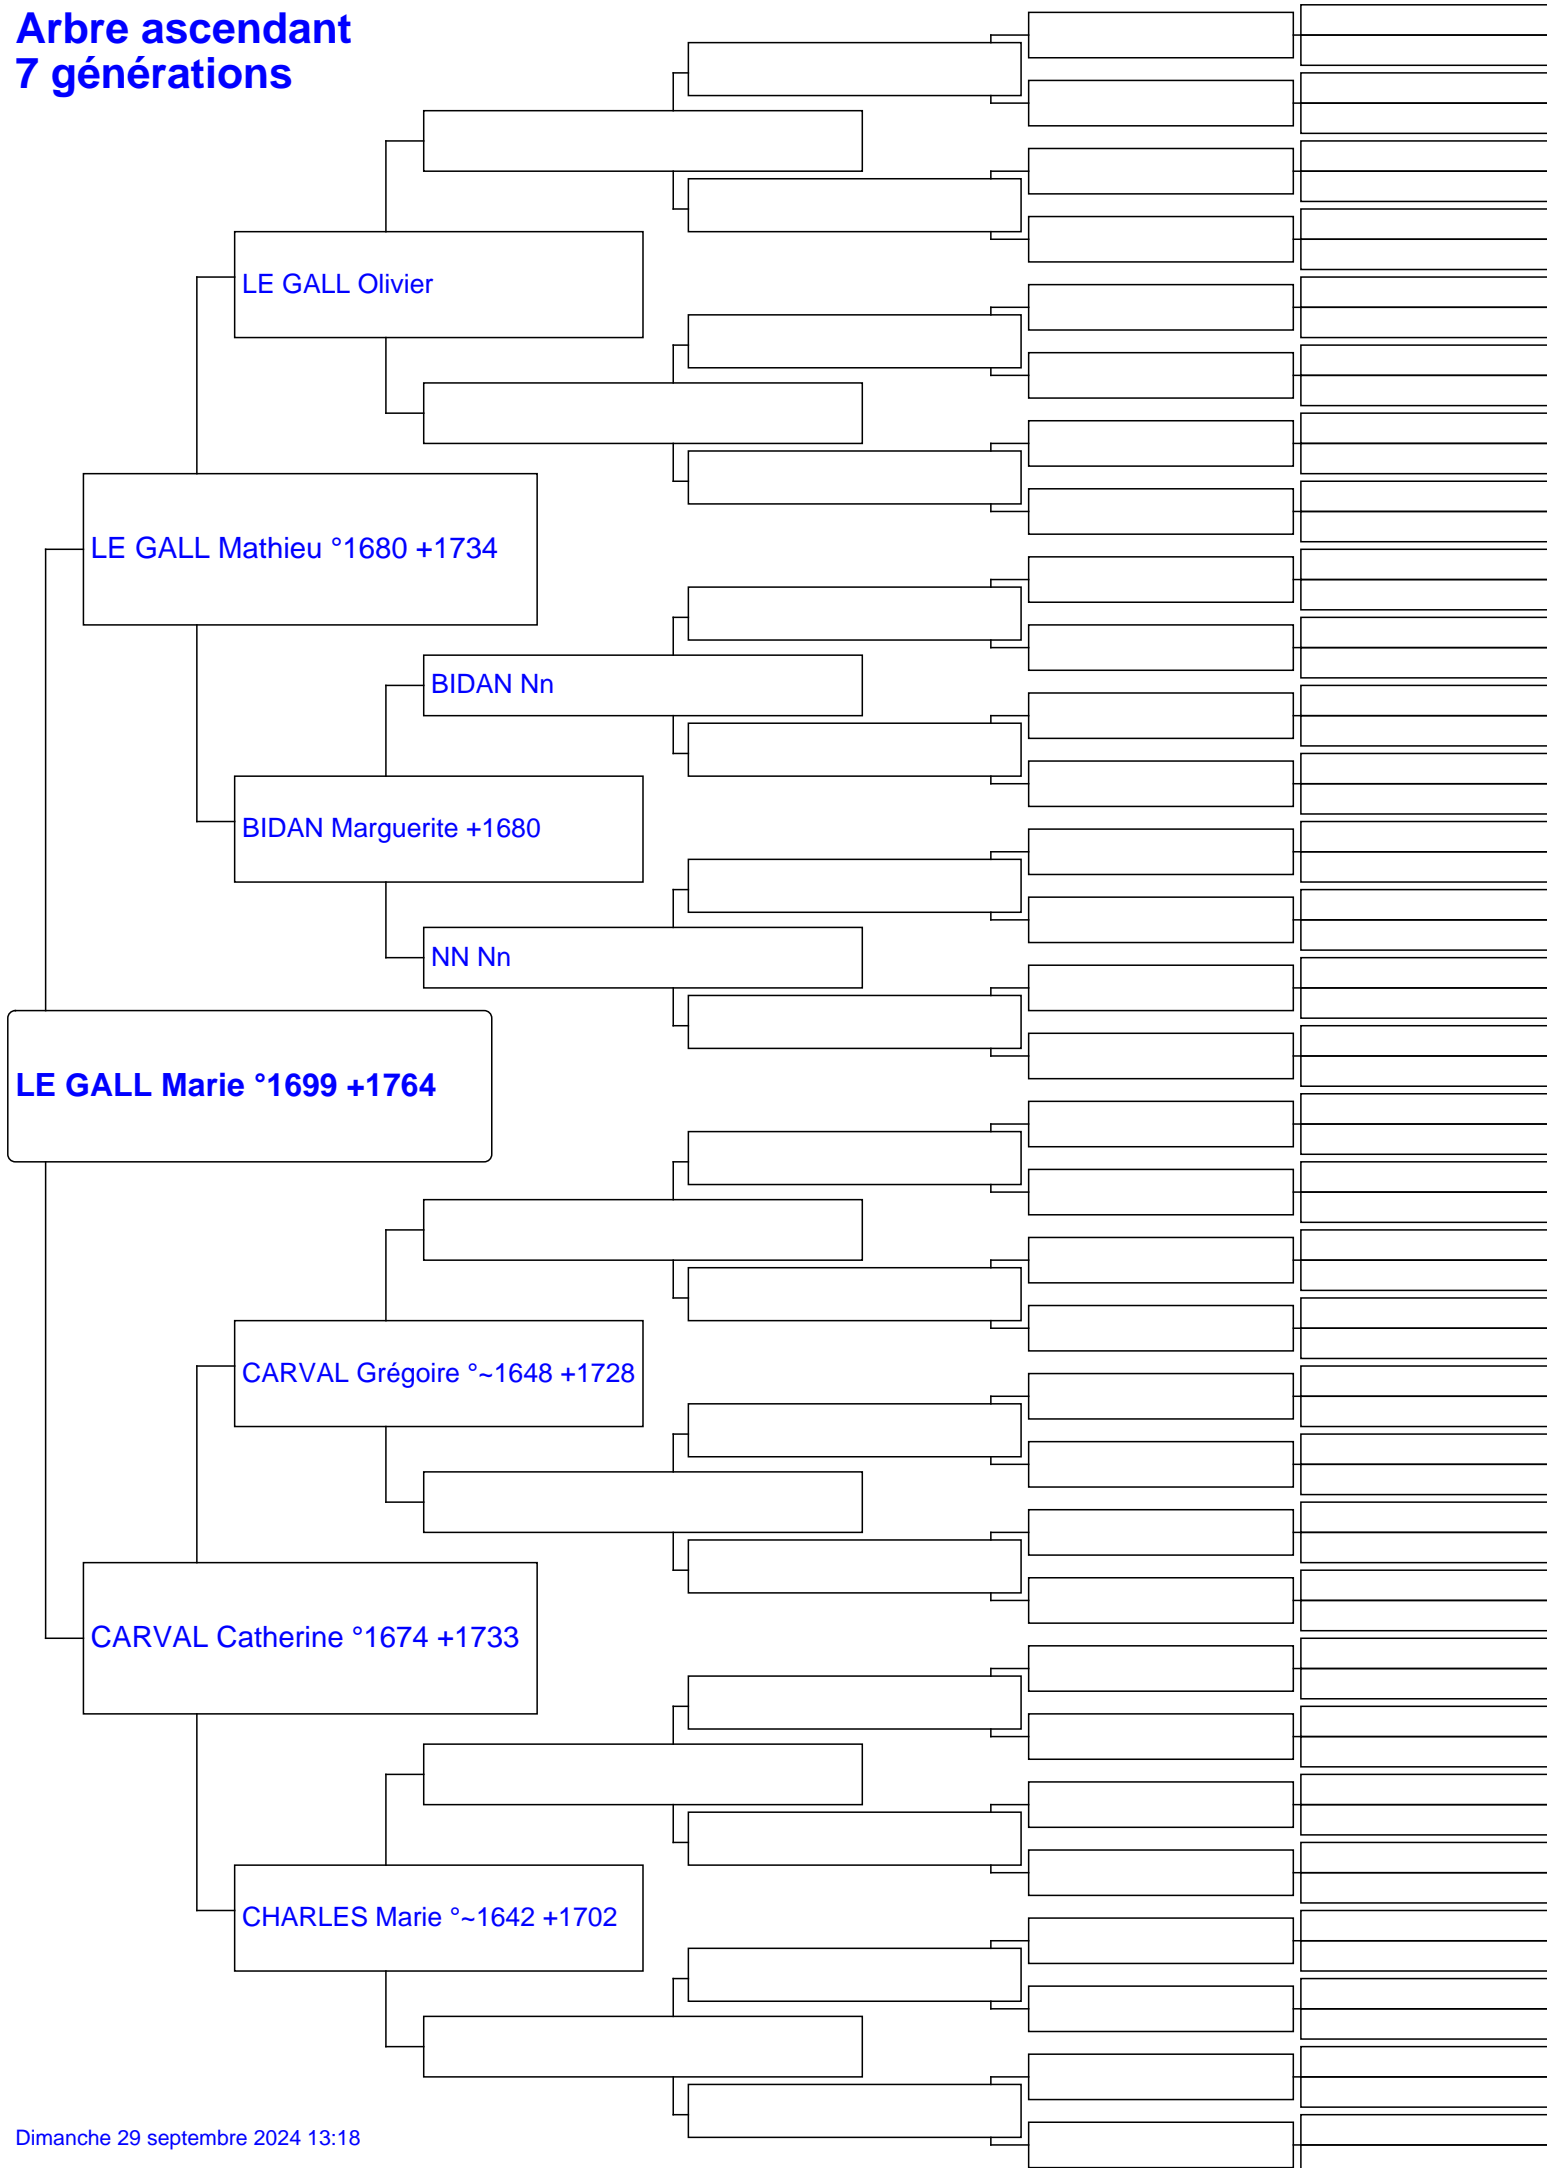 Arbre ascendant
7 générations
LE GALL Olivier
LE GALL Mathieu °1680 +1734
BIDAN Nn
BIDAN Marguerite +1680
NN Nn
LE GALL Marie °1699 +1764
CARVAL Grégoire °~1648 +1728
CARVAL Catherine °1674 +1733
CHARLES Marie °~1642 +1702
Dimanche 29 septembre 2024 13:18